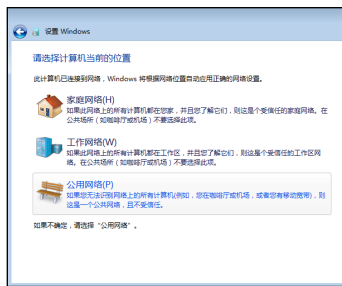 设置 Windows
请选择计算机当前的位置
此计算机已连接到网络，Windows 将根据网络位置自动应用正确的网络设置。
家庭网络(H)
如果此网络上的所有计算机都在您家，并且您了解它们，则这是个受信任的家庭网络。在
公共场所（如咖啡厅或机场）不要选择此项。
工作网络(W)
如果此网络上的所有计算机都在工作区，并且您了解它们，则这是个受信任的工作区网
络。在公共场所（如咖啡厅或机场）不要选择此项。
公用网络(P)
如果您无法识别网络上的所有计算机(例如，您在咖啡厅或机场，或者您有移动宽带)，则
这是一个公共网络，且不受信任。
如果不确定，请选择“公用网络”。